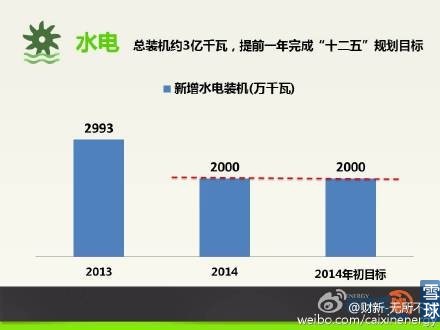 水电
总装机约3亿千瓦，提前一年完成“十二五”规划目标
新增水电装机(万千瓦)
2993
2000
2000
2013
2014
2014年初目标
雪球
@财新-无所不
weibo.com/caixinenergy